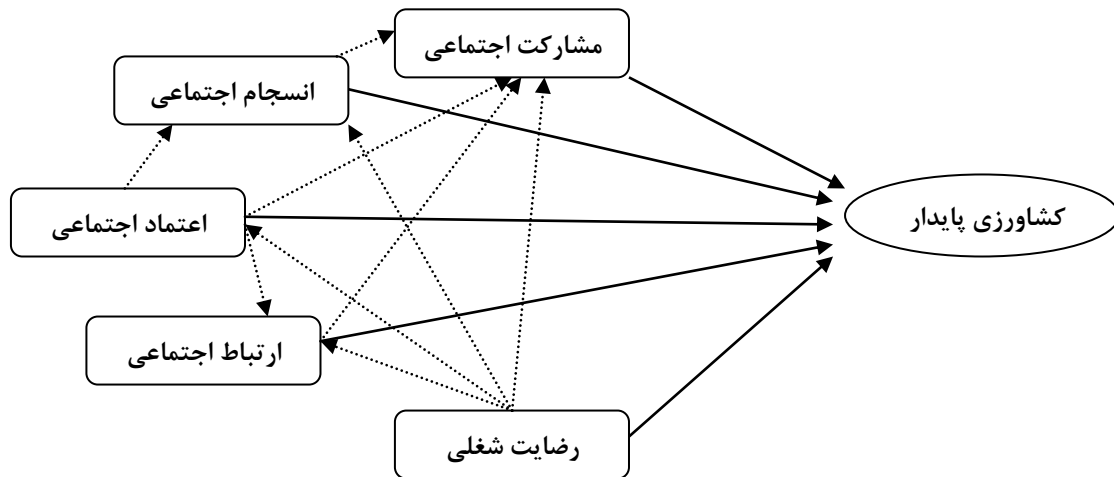 مشارکت اجتماعی
انسجام اجتماعی
اعتماد اجتماعی
کشاورزی پایدار
ارتباط اجتماعی
رضایت شغلی